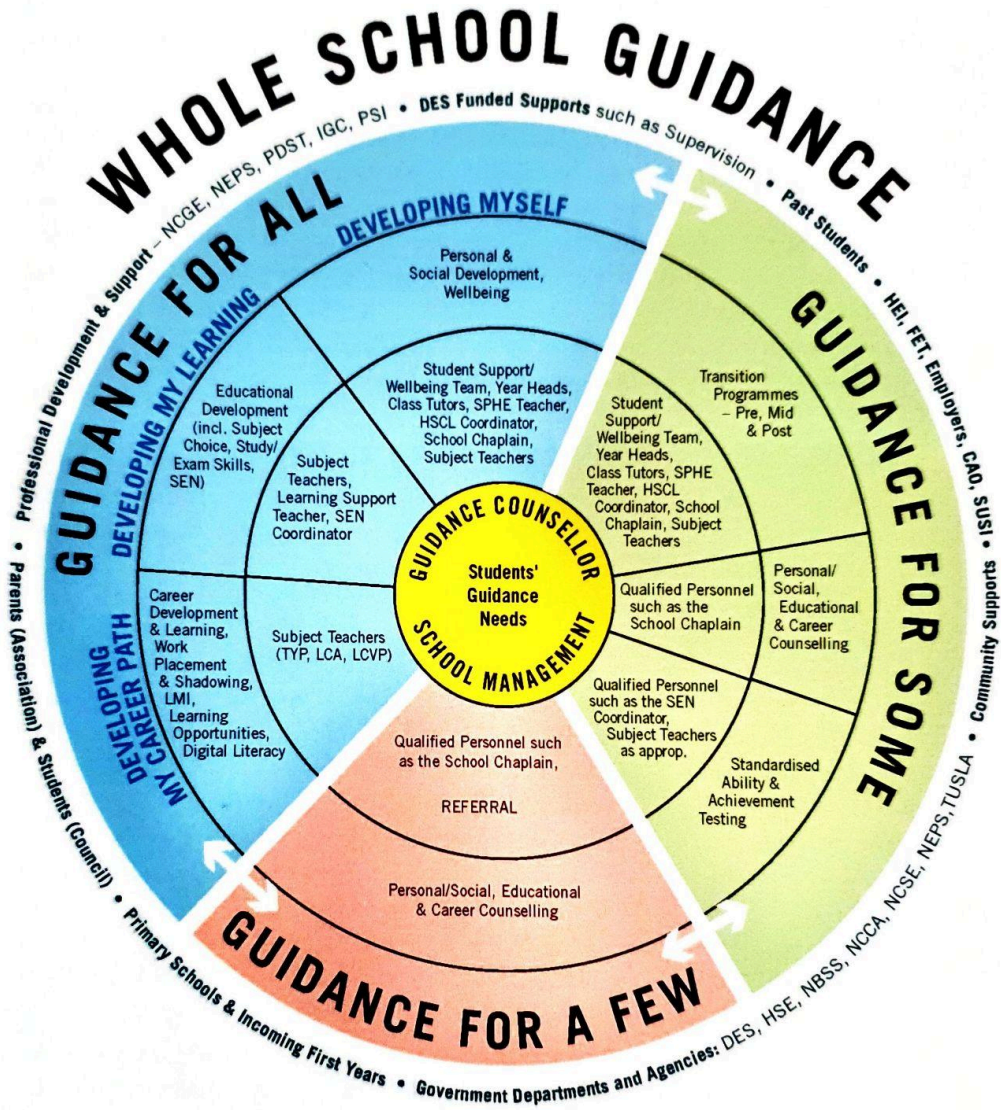 WHOLE SCHOOL GUIDANCE
Professional Development & Support – NCGE, NEPS, PDST, IGC, PSI • DES Funded Supports such as Supervision • Past Students • HEI, FET, Employers, CAO, SUSI • Community Supports
• Government Departments and Agencies: DES, HSE, NBSS, NCCA, NCSE, NEPS, TUSLA •
• Parents (Association) & Students (Council) • Primary Schools & Incoming First Years
GUIDANCE FOR ALL
DEVELOPING MYSELF
Personal &
Social Development,
Wellbeing
Student Support/
Wellbeing Team, Year Heads,
Class Tutors, SPHE Teacher,
HSCL Coordinator,
School Chaplain,
Subject Teachers
DEVELOPING MY LEARNING
Educational
Development
(incl. Subject
Choice, Study/
Exam Skills,
SEN)
Subject
Teachers,
Learning Support
Teacher, SEN
Coordinator
DEVELOPING
MY CAREER PATH
Career
Development
& Learning,
Work
Placement
& Shadowing,
LMI,
Learning
Opportunities,
Digital Literacy
Subject Teachers
(TYP, LCA, LCVP)
GUIDANCE COUNSELLOR
Students'
Guidance
Needs
SCHOOL MANAGEMENT
GUIDANCE FOR SOME
Transition
Programmes
– Pre, Mid
& Post
Student
Support/
Wellbeing Team,
Year Heads,
Class Tutors, SPHE
Teacher, HSCL
Coordinator, School
Chaplain, Subject
Teachers
Personal/
Social,
Educational
& Career
Counselling
Qualified Personnel
such as the
School Chaplain
Qualified Personnel
such as the SEN
Coordinator,
Subject Teachers
as approp.
Standardised
Ability &
Achievement
Testing
Qualified Personnel such
as the School Chaplain,
REFERRAL
Personal/Social, Educational
& Career Counselling
GUIDANCE FOR A FEW